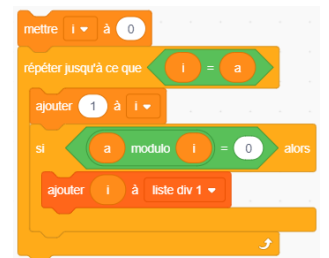 mettre i à 0
répéter jusqu'à ce que i = a
ajouter 1 à i
si a modulo i = 0 alors
ajouter i à liste div 1